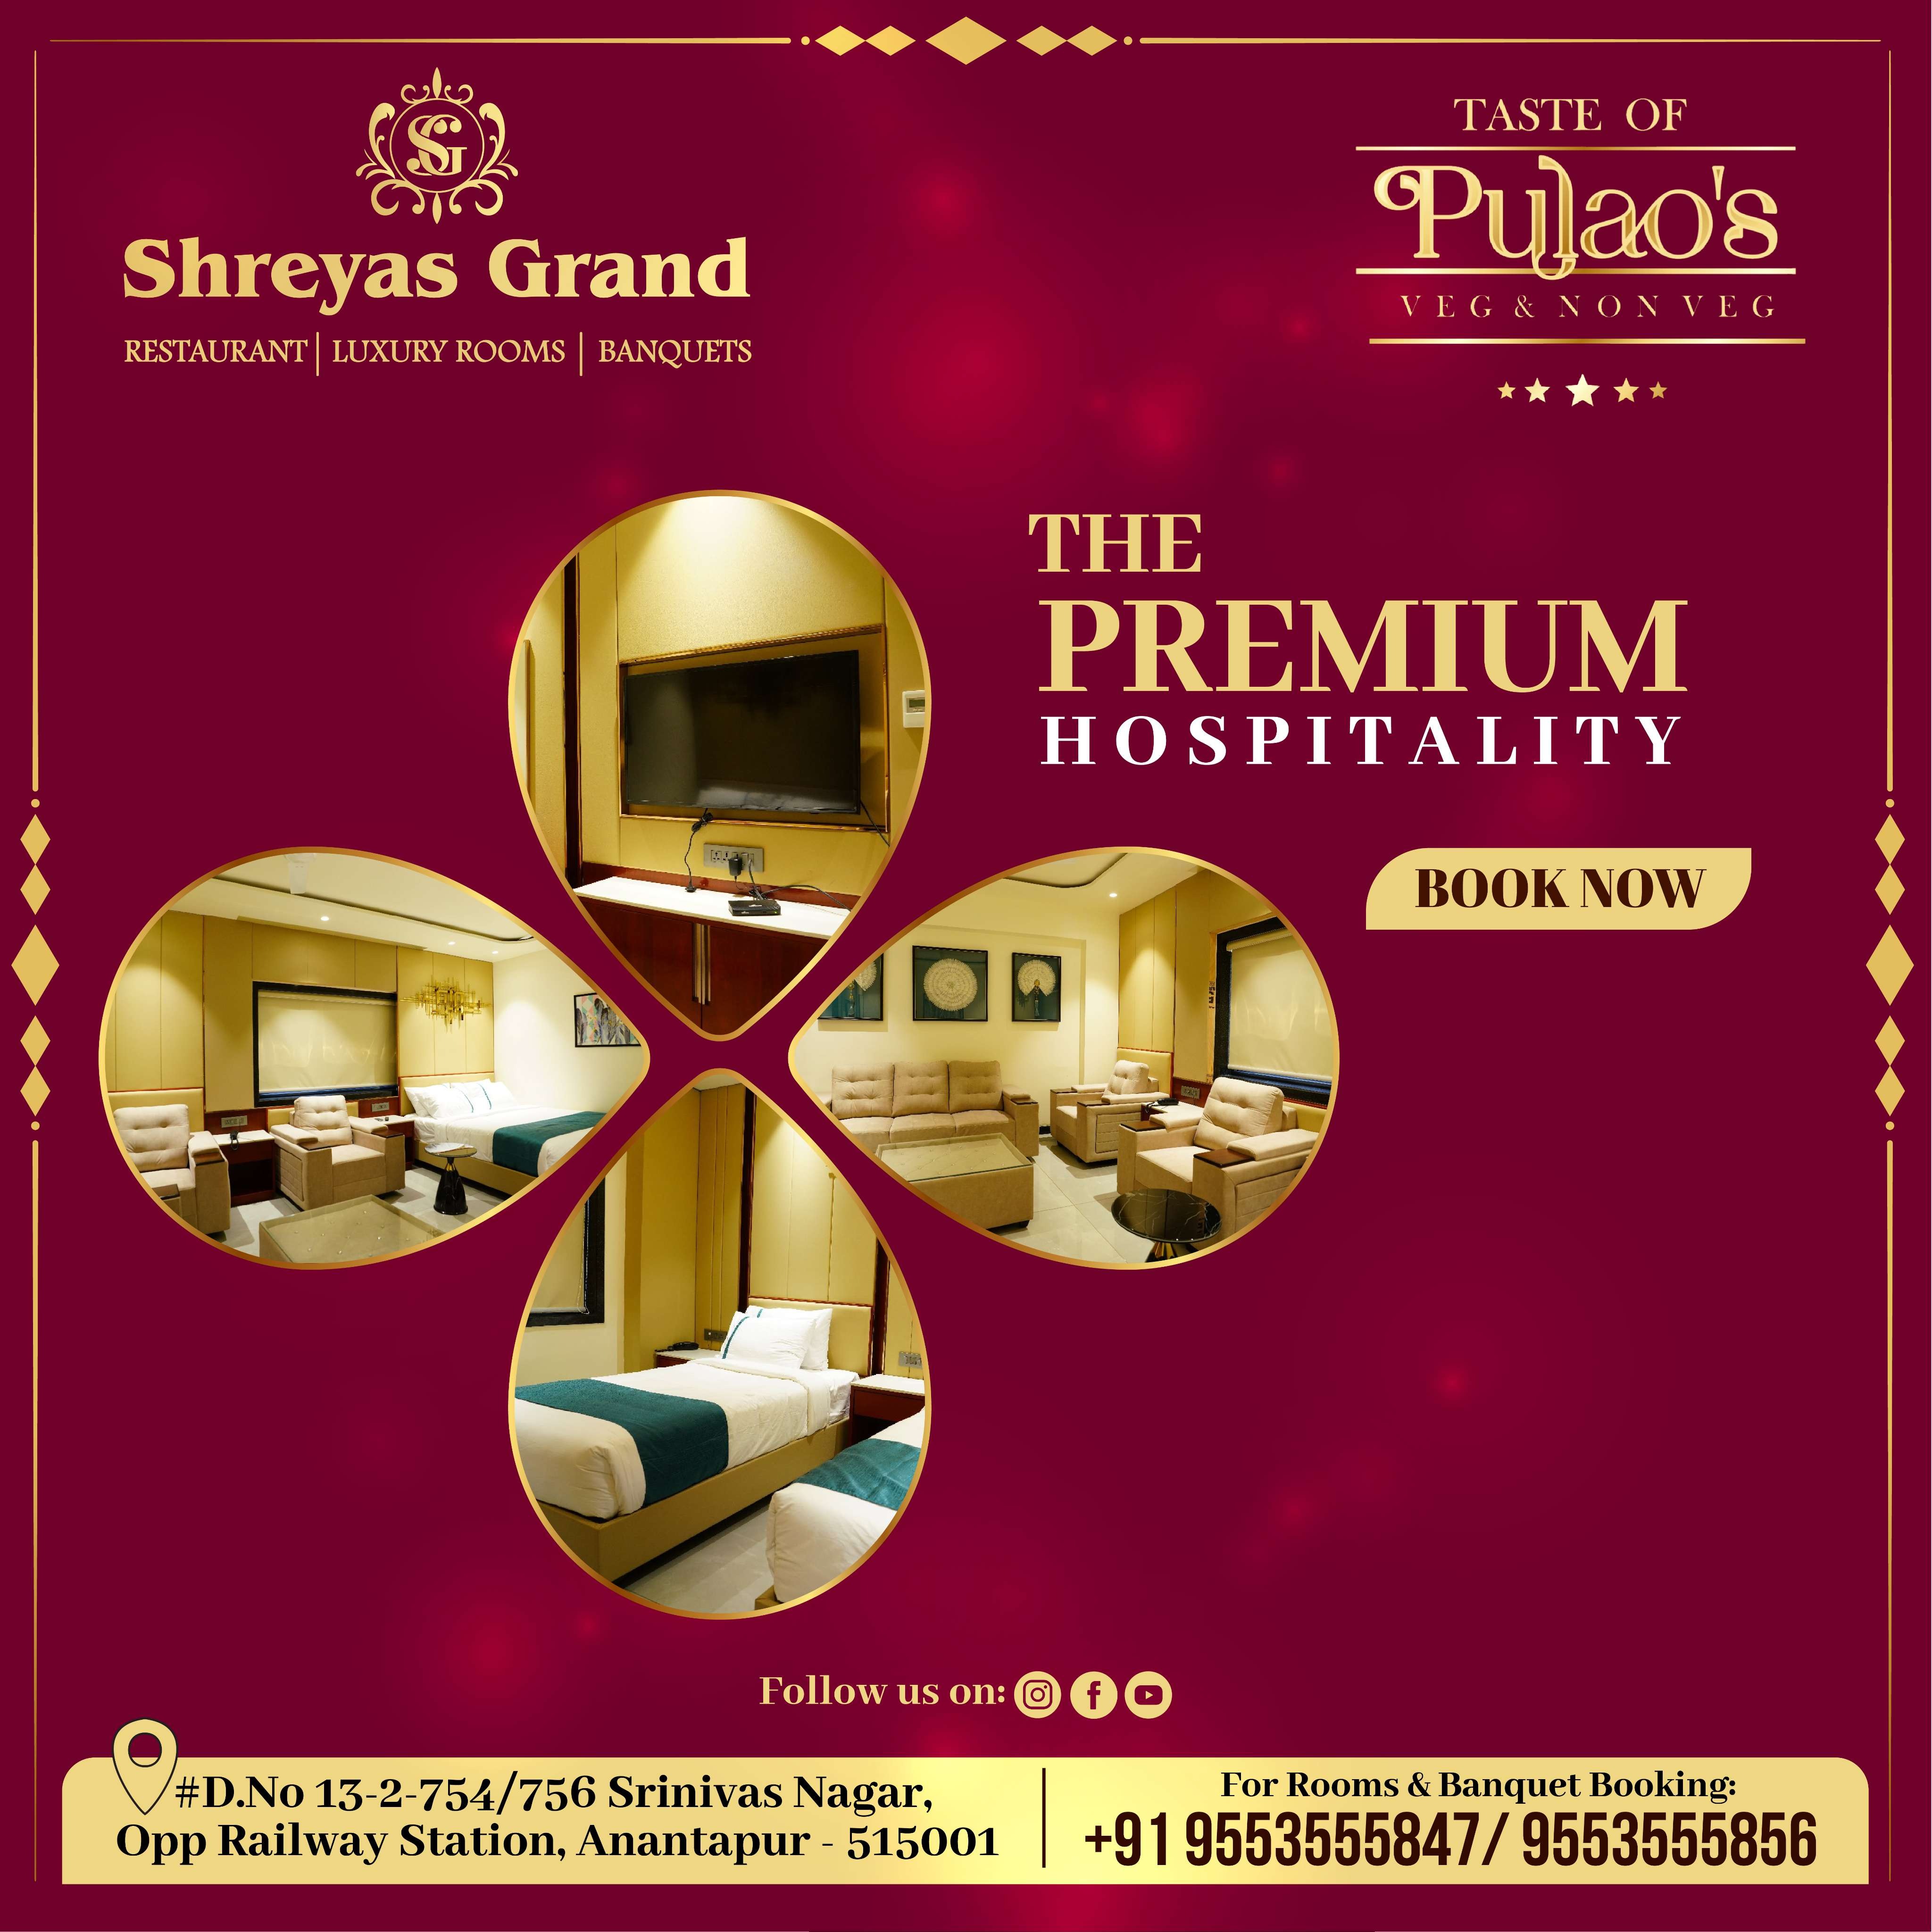 SG
Shreyas Grand
RESTAURANT | LUXURY ROOMS | BANQUETS
TASTE OF
Pulao's
VEG & NON VEG
THE
PREMIUM
HOSPITALITY
BOOK NOW
Follow us on:
#D.No 13-2-754/756 Srinivas Nagar,
Opp Railway Station, Anantapur - 515001
For Rooms & Banquet Booking:
+91 9553555847/ 9553555856